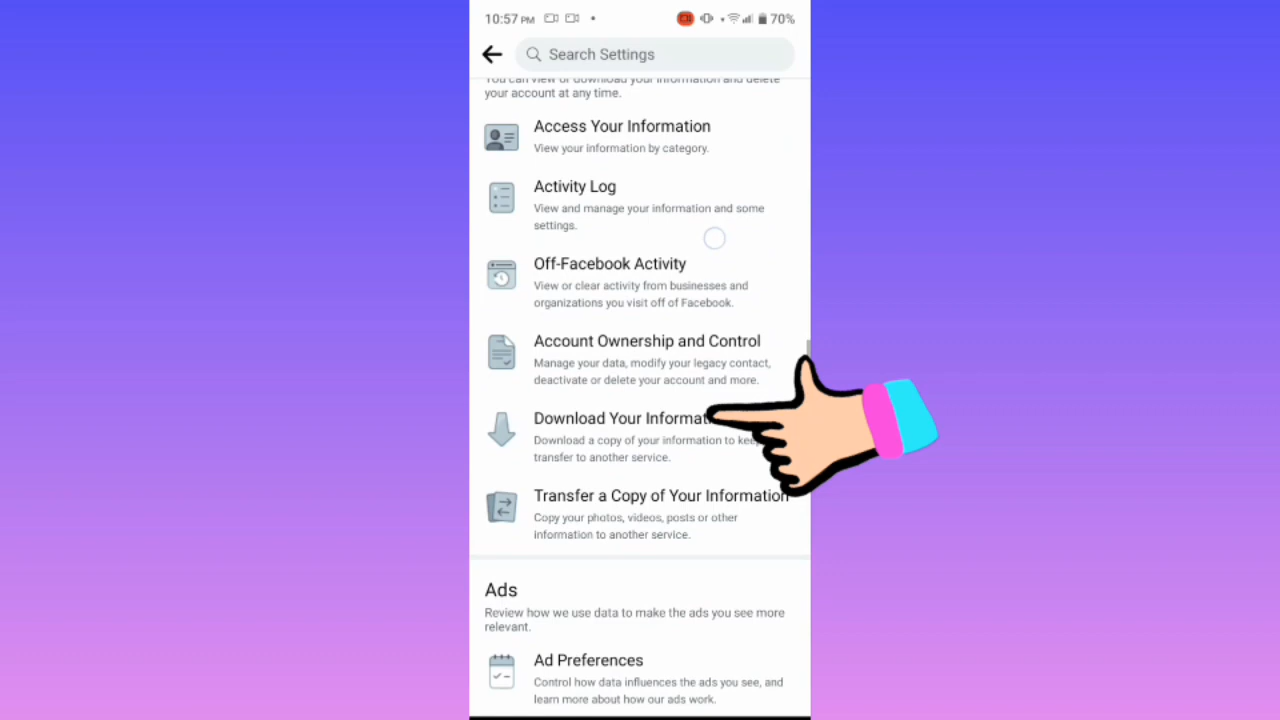 10:57 PM
70%
Search Settings
You can view or download your information and delete
your account at any time.
Access Your Information
View your information by category.
Activity Log
View and manage your information and some
settings.
Off-Facebook Activity
View or clear activity from businesses and
organizations you visit off of Facebook.
Account Ownership and Control
Manage your data, modify your legacy contact,
deactivate or delete your account and more.
Download Your Informat
Download a copy of your information to kee
transfer to another service.
Transfer a Copy of Your Information
Copy your photos, videos, posts or other
information to another service.
Ads
Review how we use data to make the ads you see more
relevant.
Ad Preferences
Control how data influences the ads you see, and
learn more about how our ads work.